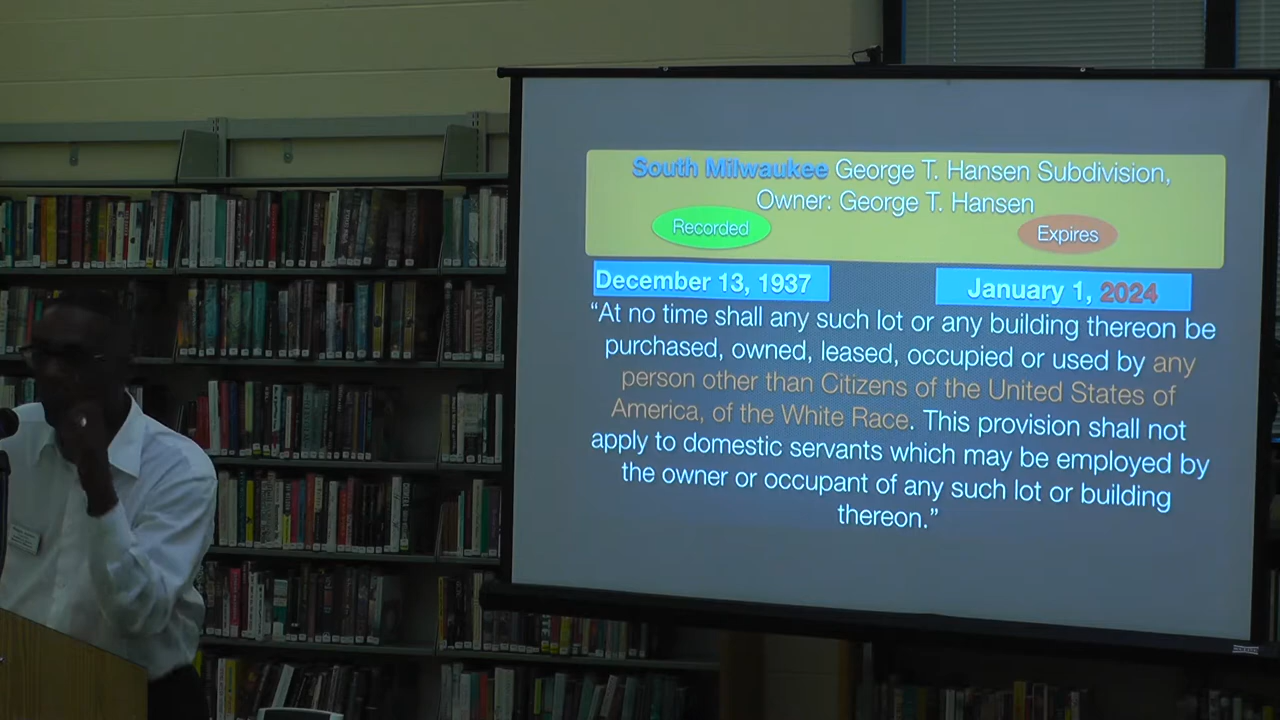 South Milwaukee George T. Hansen Subdivision,
Owner: George T. Hansen
Recorded
Expires
December 13, 1937
January 1, 2024
“At no time shall any such lot or any building thereon be
purchased, owned, leased, occupied or used by any
person other than Citizens of the United States of
America, of the White Race. This provision shall not
apply to domestic servants which may be employed by
the owner or occupant of any such lot or building
thereon.”